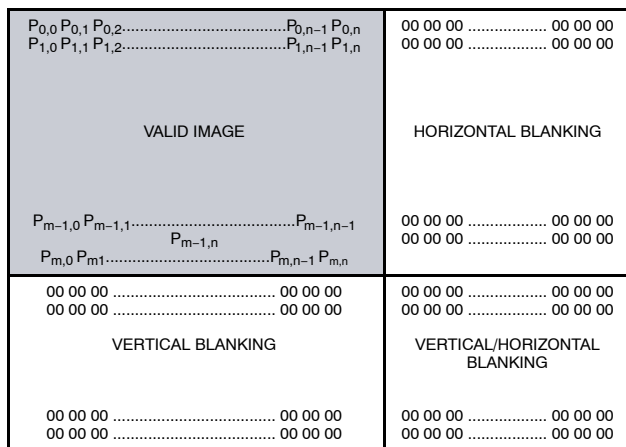 P0,0 P0,1 P0,2.....................................P0,n−1 P0,n
P1,0 P1,1 P1,2.....................................P1,n−1 P1,n
VALID IMAGE
Pm−1,0 Pm−1,1.....................................Pm−1,n−1
Pm−1,n
Pm,0 Pm1.....................................Pm,n−1 Pm,n
00 00 00 .................. 00 00 00
00 00 00 .................. 00 00 00
HORIZONTAL BLANKING
00 00 00 .................. 00 00 00
00 00 00 .................. 00 00 00
00 00 00 ..................................... 00 00 00
00 00 00 ..................................... 00 00 00
VERTICAL BLANKING
00 00 00 ..................................... 00 00 00
00 00 00 ..................................... 00 00 00
00 00 00 .................. 00 00 00
00 00 00 .................. 00 00 00
VERTICAL/HORIZONTAL
BLANKING
00 00 00 .................. 00 00 00
00 00 00 .................. 00 00 00